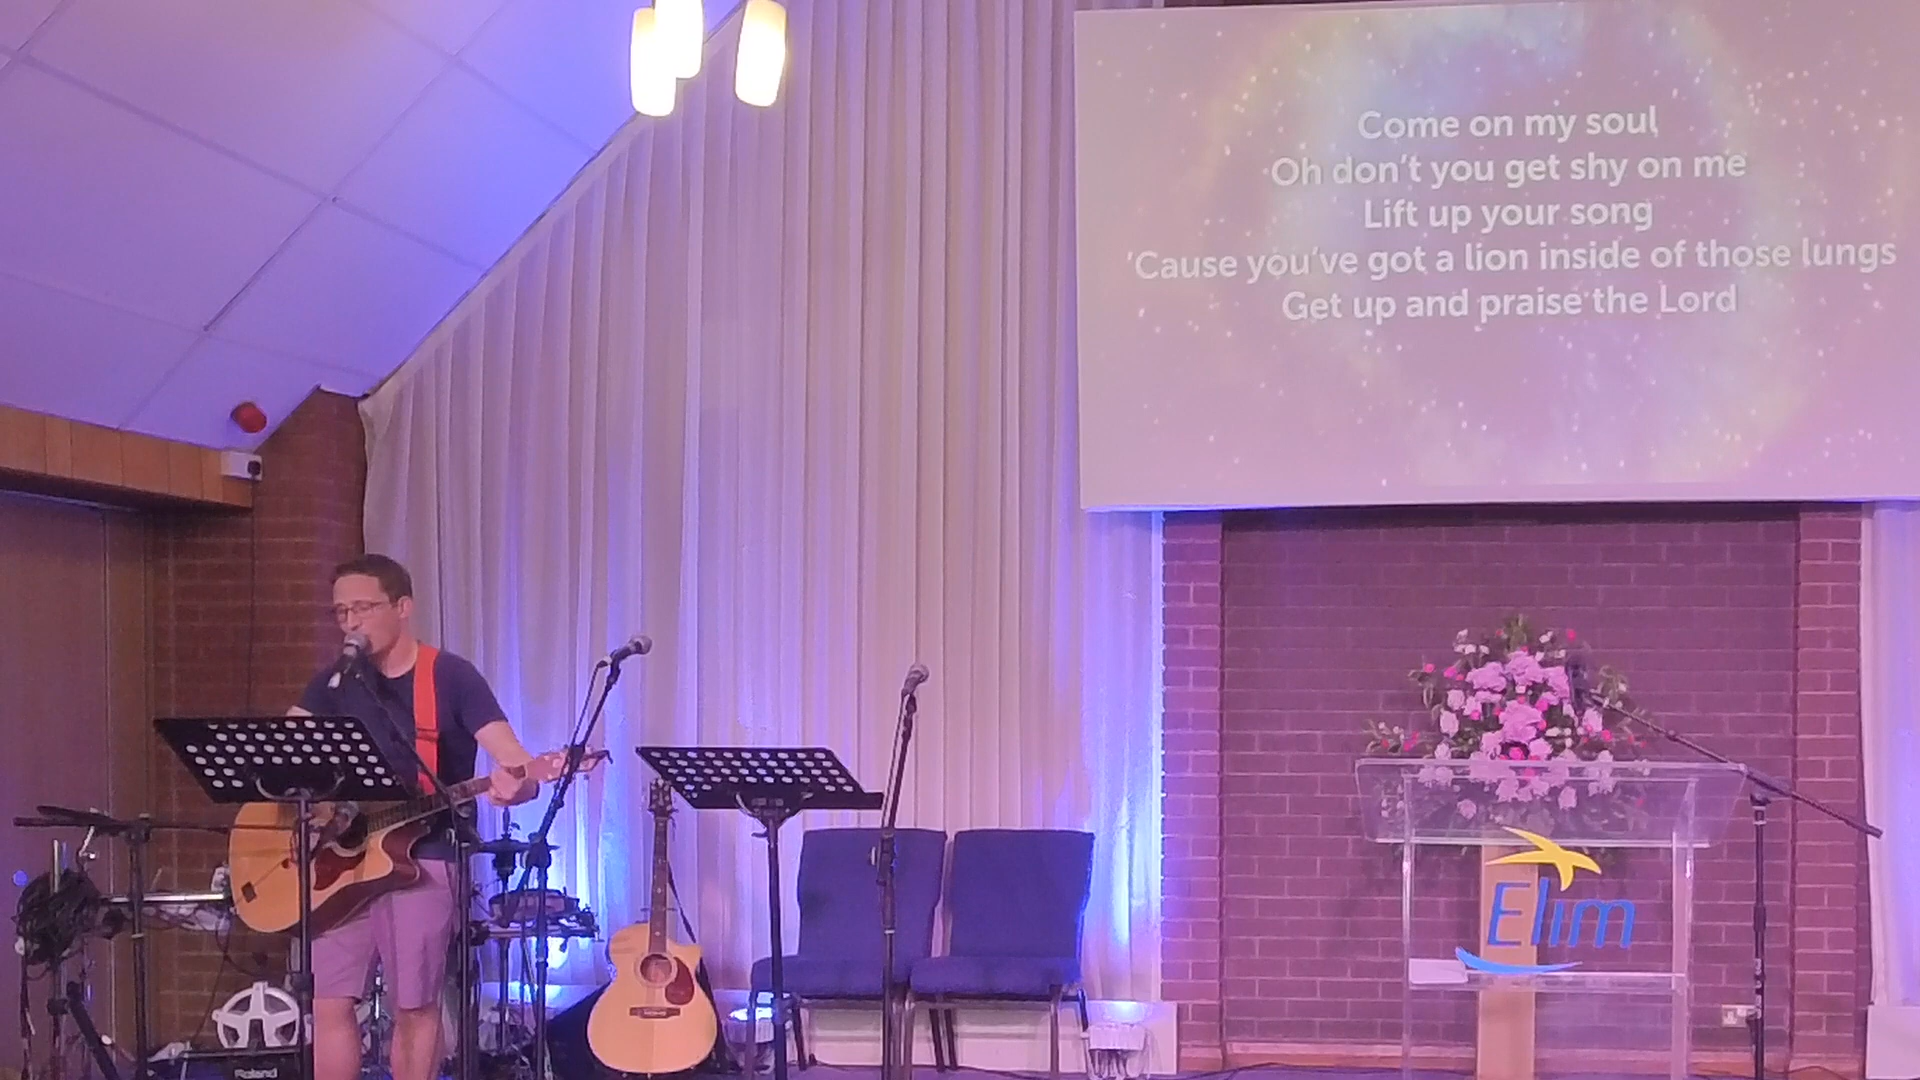 Come on my soul
Oh don't you get shy on me
Lift up your song
'Cause you've got a lion inside of those lungs
Get up and praise the Lord
Elim
Roland